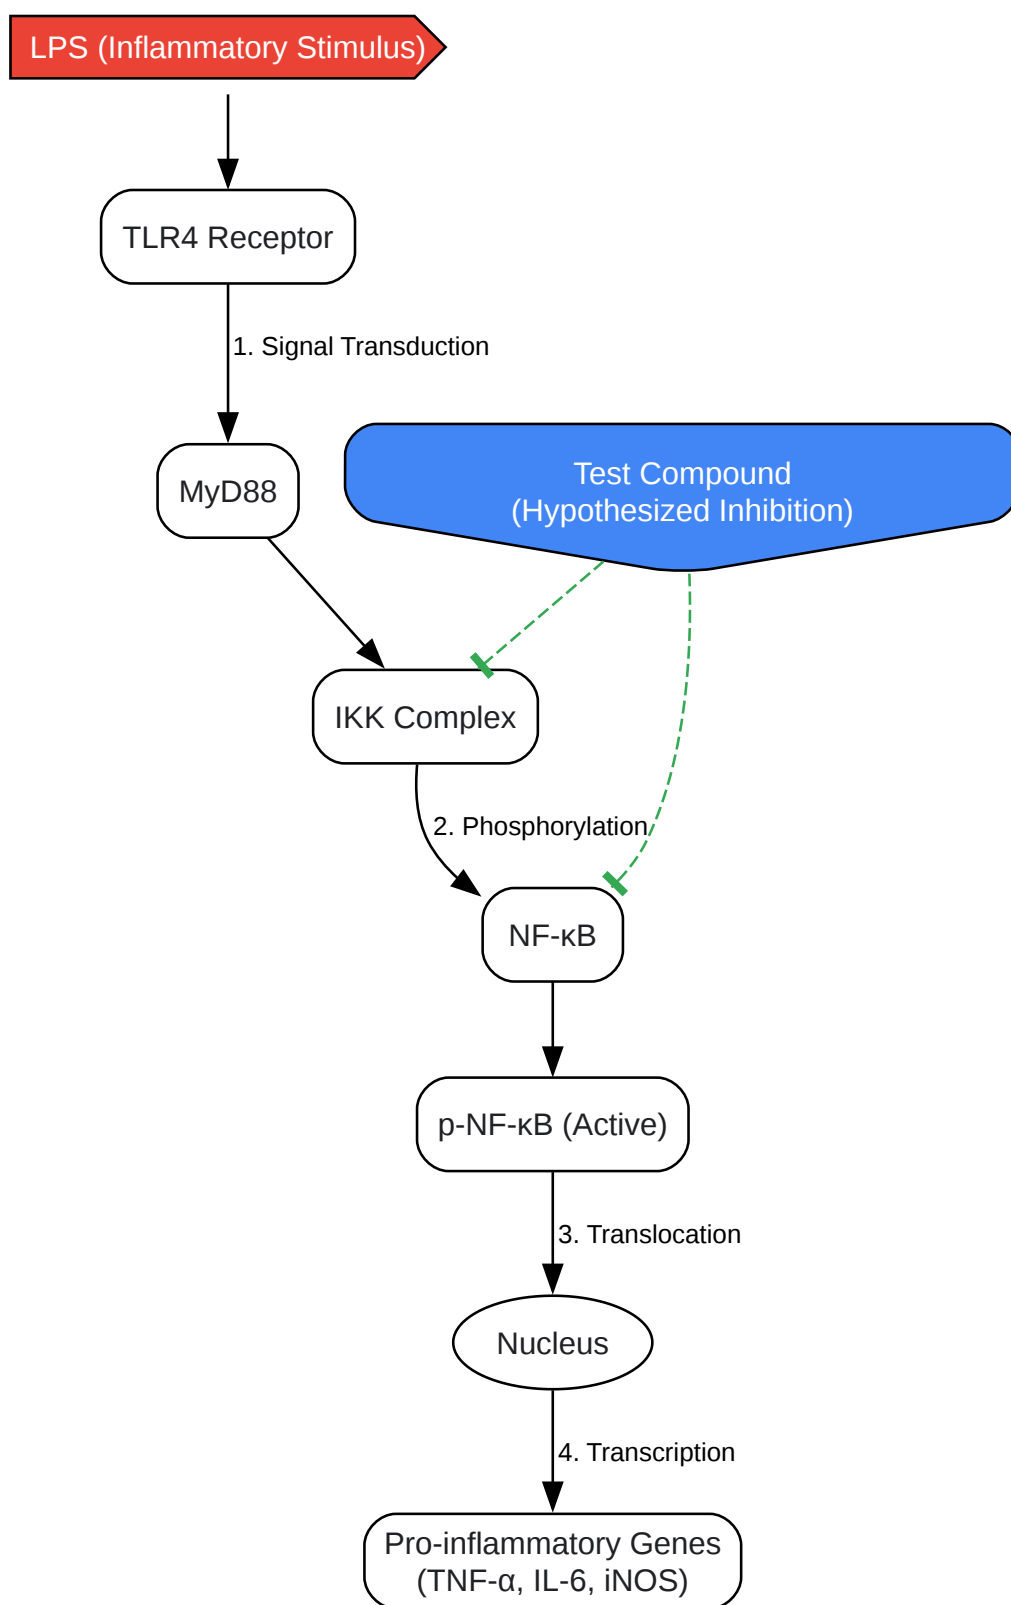 LPS (Inflammatory Stimulus)
TLR4 Receptor
1. Signal Transduction
MyD88
Test Compound
(Hypothesized Inhibition)
IKK Complex
2. Phosphorylation
NF-κB
p-NF-κB (Active)
3. Translocation
Nucleus
4. Transcription
Pro-inflammatory Genes
(TNF-α, IL-6, iNOS)